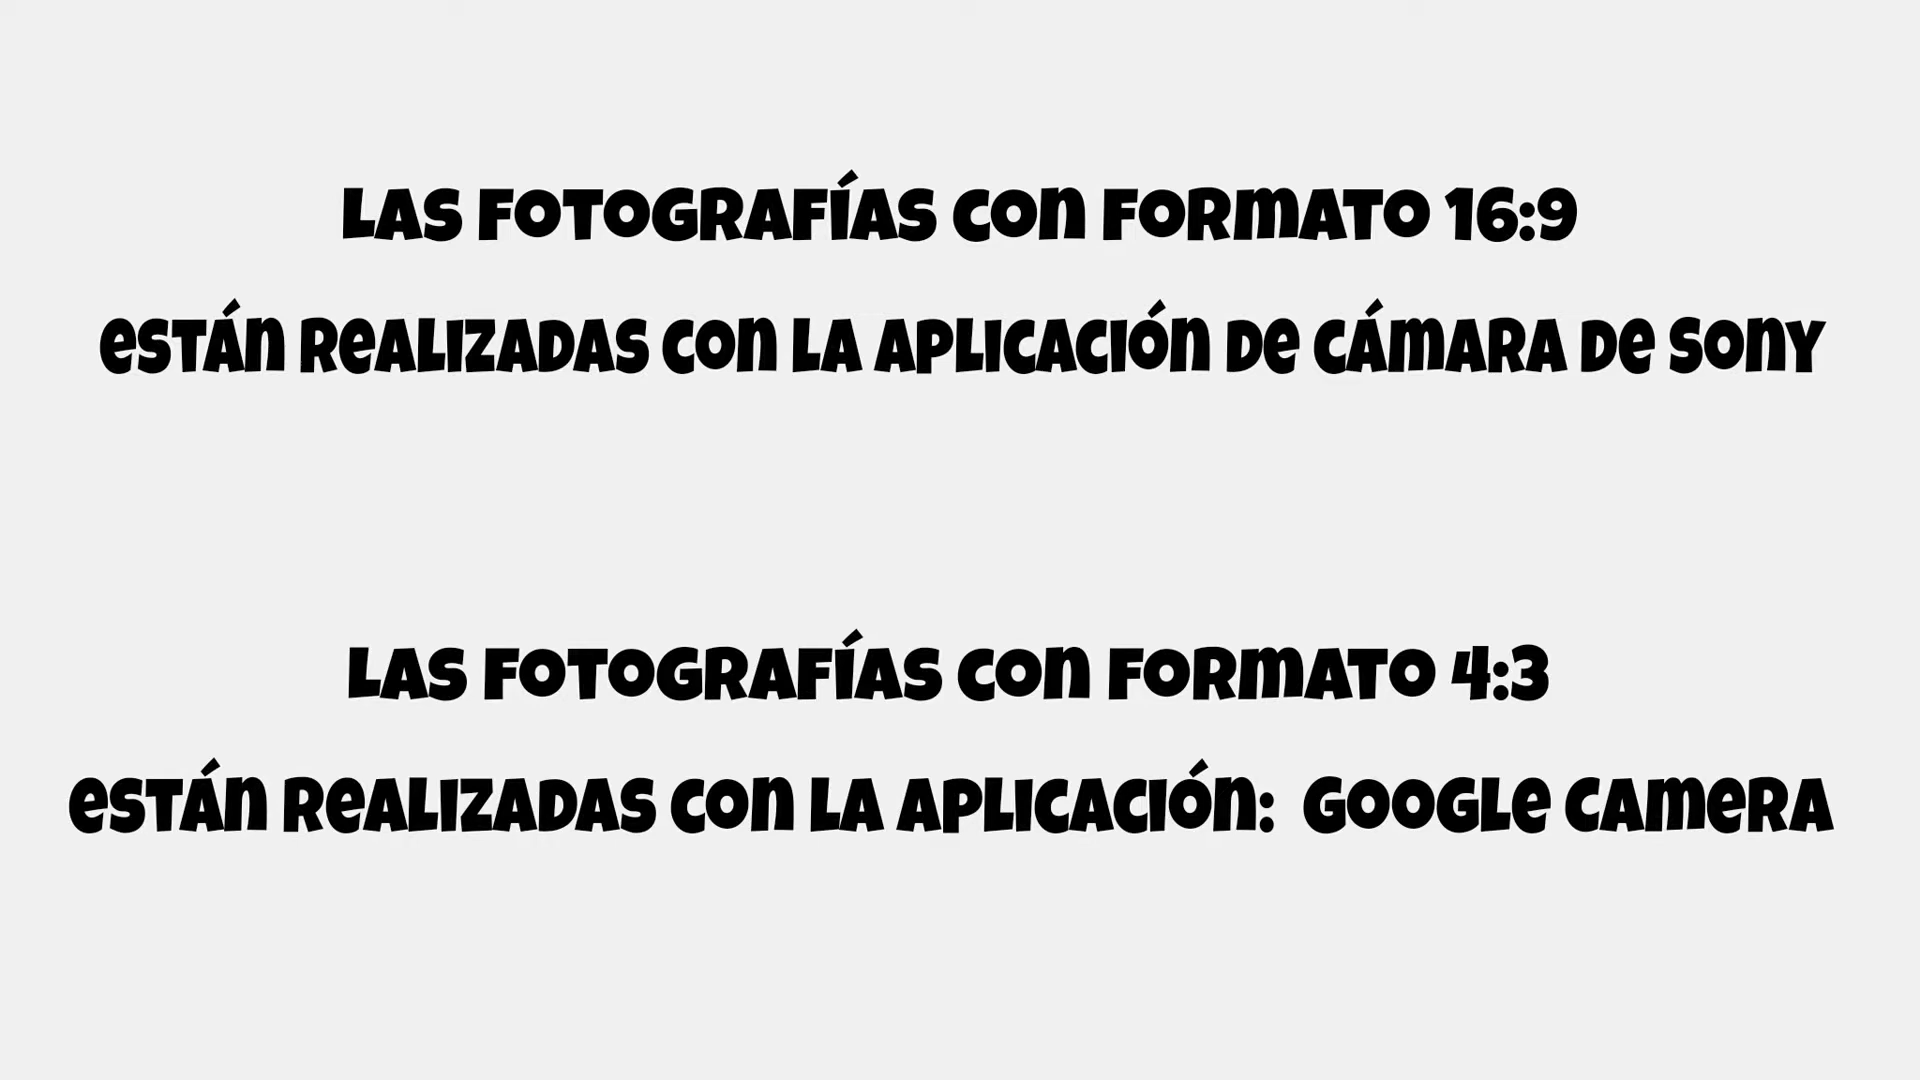 Las fotografías con formato 16:9
están realizadas con la aplicación de cámara de Sony
Las fotografías con formato 4:3
están realizadas con la aplicación: Google Camera